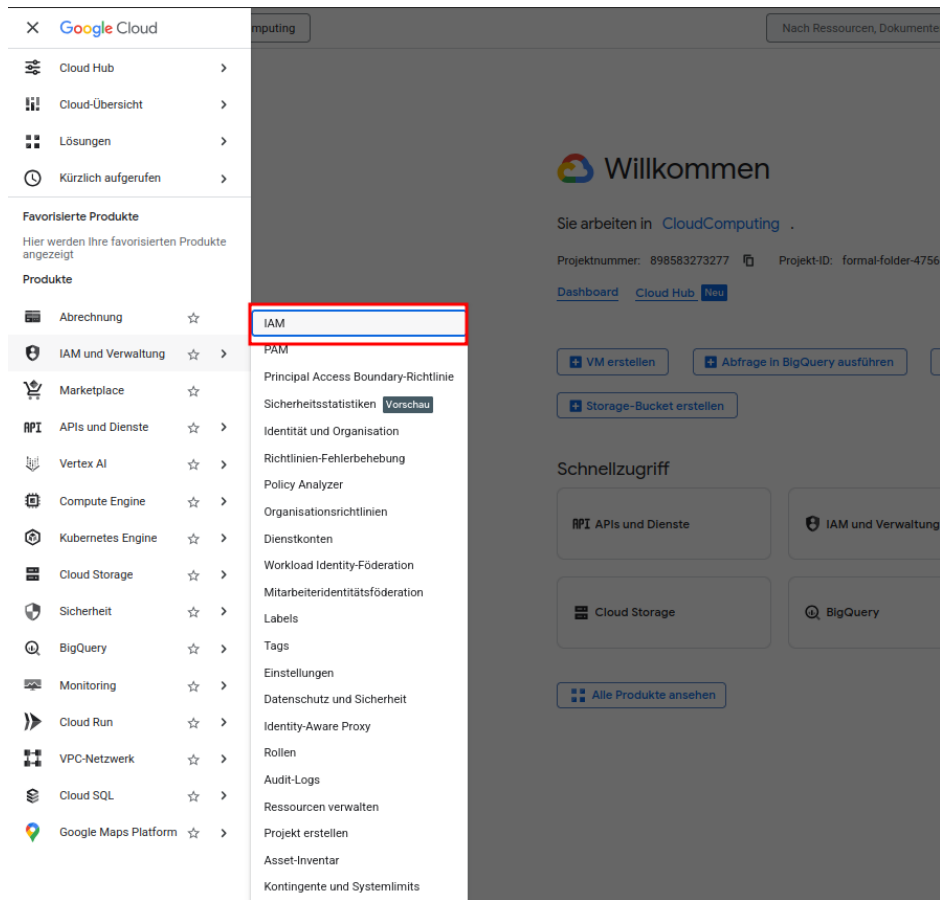 Google Cloud
mputing
Nach Ressourcen, Dokumente
Cloud Hub
Cloud-Übersicht
Lösungen
Kürzlich aufgerufen
Favorisierte Produkte
Hier werden Ihre favorisierten Produkte
angezeigt
Produkte
Abrechnung
IAM und Verwaltung
Marketplace
API APIs und Dienste
Vertex AI
Compute Engine
Kubernetes Engine
Cloud Storage
Sicherheit
BigQuery
Monitoring
Cloud Run
VPC-Netzwerk
Cloud SQL
Google Maps Platform
IAM
PAM
Principal Access Boundary-Richtlinie
Sicherheitsstatistiken Vorschau
Identität und Organisation
Richtlinien-Fehlerbehebung
Policy Analyzer
Organisationsrichtlinien
Dienstkonten
Workload Identity-Föderation
Mitarbeiteridentitätsföderation
Labels
Tags
Einstellungen
Datenschutz und Sicherheit
Identity-Aware Proxy
Rollen
Audit-Logs
Ressourcen verwalten
Projekt erstellen
Asset-Inventar
Kontingente und Systemlimits
Willkommen
Sie arbeiten in CloudComputing .
Projektnummer: 898583273277 Projekt-ID: formal-folder-4756
Dashboard Cloud Hub Neu
VM erstellen Abfrage in BigQuery ausführen
Storage-Bucket erstellen
Schnellzugriff
API APIs und Dienste IAM und Verwaltung
Cloud Storage BigQuery
Alle Produkte ansehen